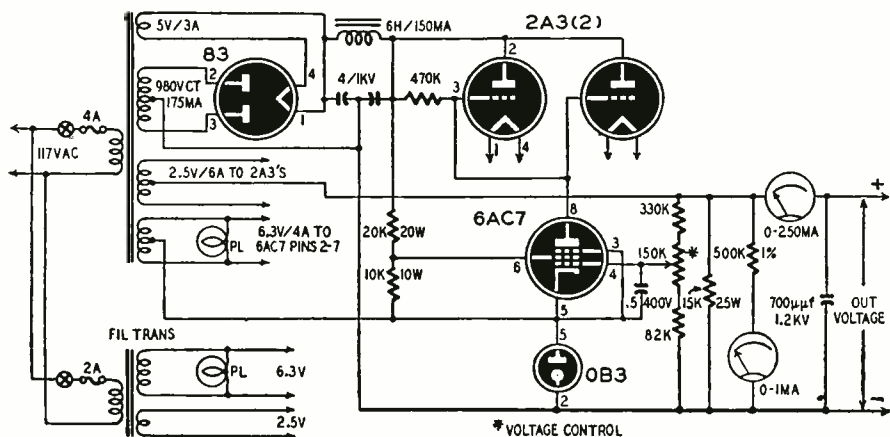 5V/3A
83
6H/150MA
2A3(2)
2
4
980VCT
175MA
2
3
1
4/1KV
470K
3
1
4
4A
117VAC
2.5V/6A TO 2A3'S
6.3V/4A TO
6AC7 PINS 2-7
PL
20K
20W
10K
10W
6AC7
8
6
3
4
5
.5
400V
330K
150K
*
82K
15K
25W
500K
1%
0-250MA
0-1MA
700µµf
1.2KV
+
OUT
VOLTAGE
-
5
OB3
2
FIL TRANS
2A
PL
6.3V
2.5V
* VOLTAGE CONTROL